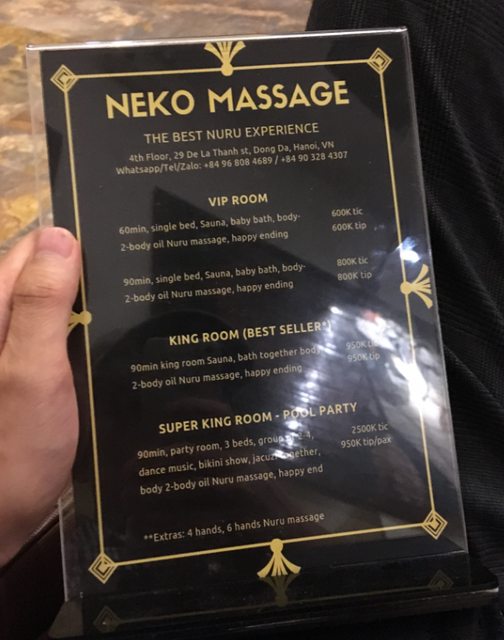 NEKO MASSAGE
THE BEST NURU EXPERIENCE
4th Floor, 29 De La Thanh st, Dong Da, Hanoi, VN
Whatsapp/Tel/Zalo: +84 96 808 4689 / +84 90 328 4307
VIP ROOM
60min, single bed, Sauna, baby bath, body- 600K tic
2-body oil Nuru massage, happy ending 600K tip
90min, single bed, Sauna, baby bath, body- 800K tic
2-body oil Nuru massage, happy ending 800K tip
KING ROOM (BEST SELLER*)
90min king room Sauna, bath together body 950K tic
2-body oil Nuru massage, happy ending 950K tip
SUPER KING ROOM - POOL PARTY
90min, party room, 3 beds, group 2-4, 2500K tic
dance music, bikini show, jacuzi together, 950K tip/pax
body 2-body oil Nuru massage, happy end
**Extras: 4 hands, 6 hands Nuru massage